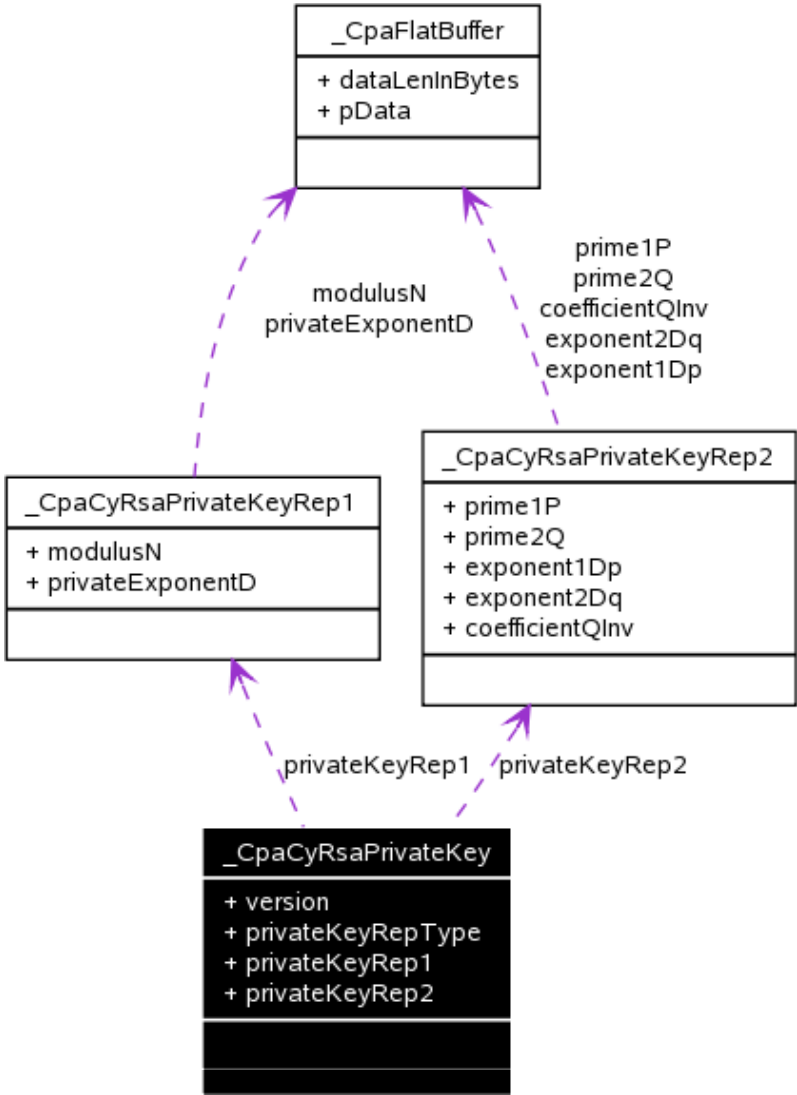 _CpaFlatBuffer
+ dataLenInBytes
+ pData
prime1P
prime2Q
coefficientQInv
exponent2Dq
exponent1Dp
modulusN
privateExponentD
_CpaCyRsaPrivateKeyRep2
+ prime1P
+ prime2Q
+ exponent1Dp
+ exponent2Dq
+ coefficientQInv
_CpaCyRsaPrivateKeyRep1
+ modulusN
+ privateExponentD
privateKeyRep1
privateKeyRep2
_CpaCyRsaPrivateKey
+ version
+ privateKeyRepType
+ privateKeyRep1
+ privateKeyRep2